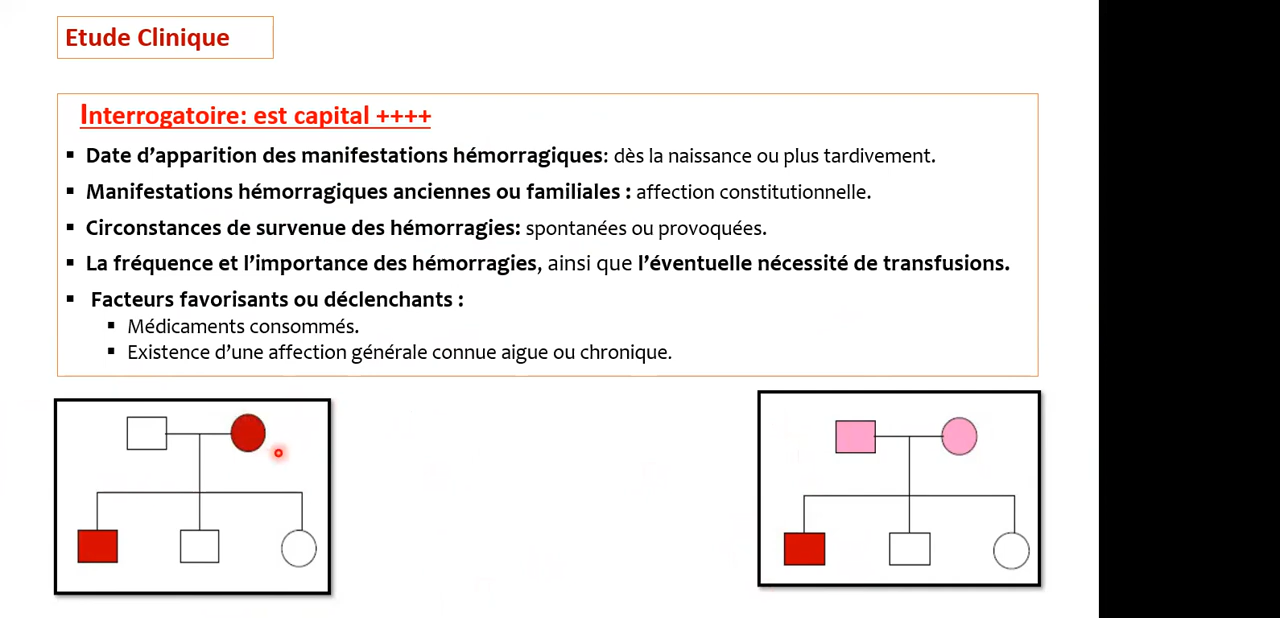 Etude Clinique
Interrogatoire: est capital ++++
▪ Date d’apparition des manifestations hémorragiques: dès la naissance ou plus tardivement.
▪ Manifestations hémorragiques anciennes ou familiales : affection constitutionnelle.
▪ Circonstances de survenue des hémorragies: spontanées ou provoquées.
▪ La fréquence et l’importance des hémorragies, ainsi que l’éventuelle nécessité de transfusions.
▪ Facteurs favorisants ou déclenchants :
▪ Médicaments consommés.
▪ Existence d’une affection générale connue aigue ou chronique.